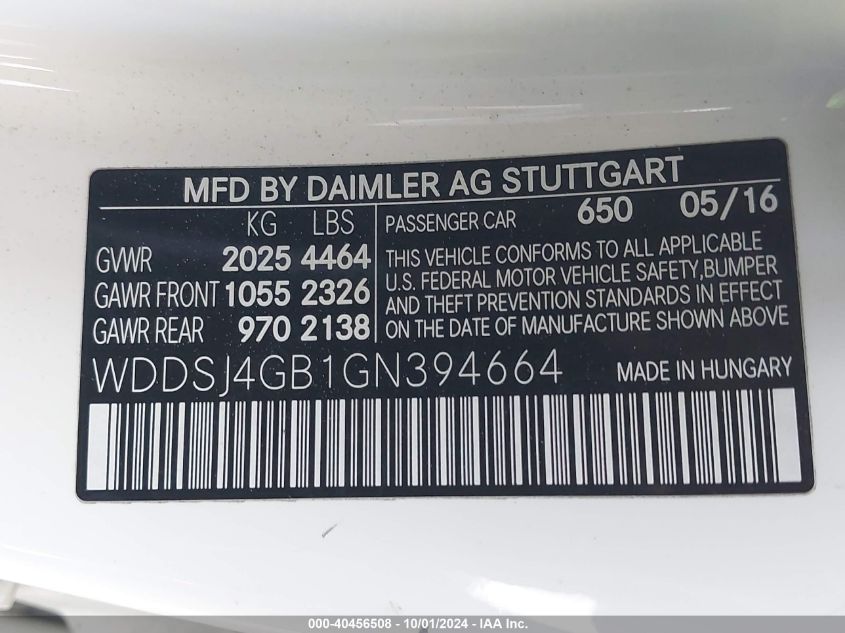 MFD BY DAIMLER AG STUTTGART
KG LBS
GVWR 2025 4464
GAWR FRONT 1055 2326
GAWR REAR 970 2138
PASSENGER CAR 650 05/16
THIS VEHICLE CONFORMS TO ALL APPLICABLE
U.S. FEDERAL MOTOR VEHICLE SAFETY,BUMPER
AND THEFT PREVENTION STANDARDS IN EFFECT
ON THE DATE OF MANUFACTURE SHOWN ABOVE
WDDSJ4GB1GN394664 MADE IN HUNGARY
000-40456508 - 10/01/2024 - IAA Inc.